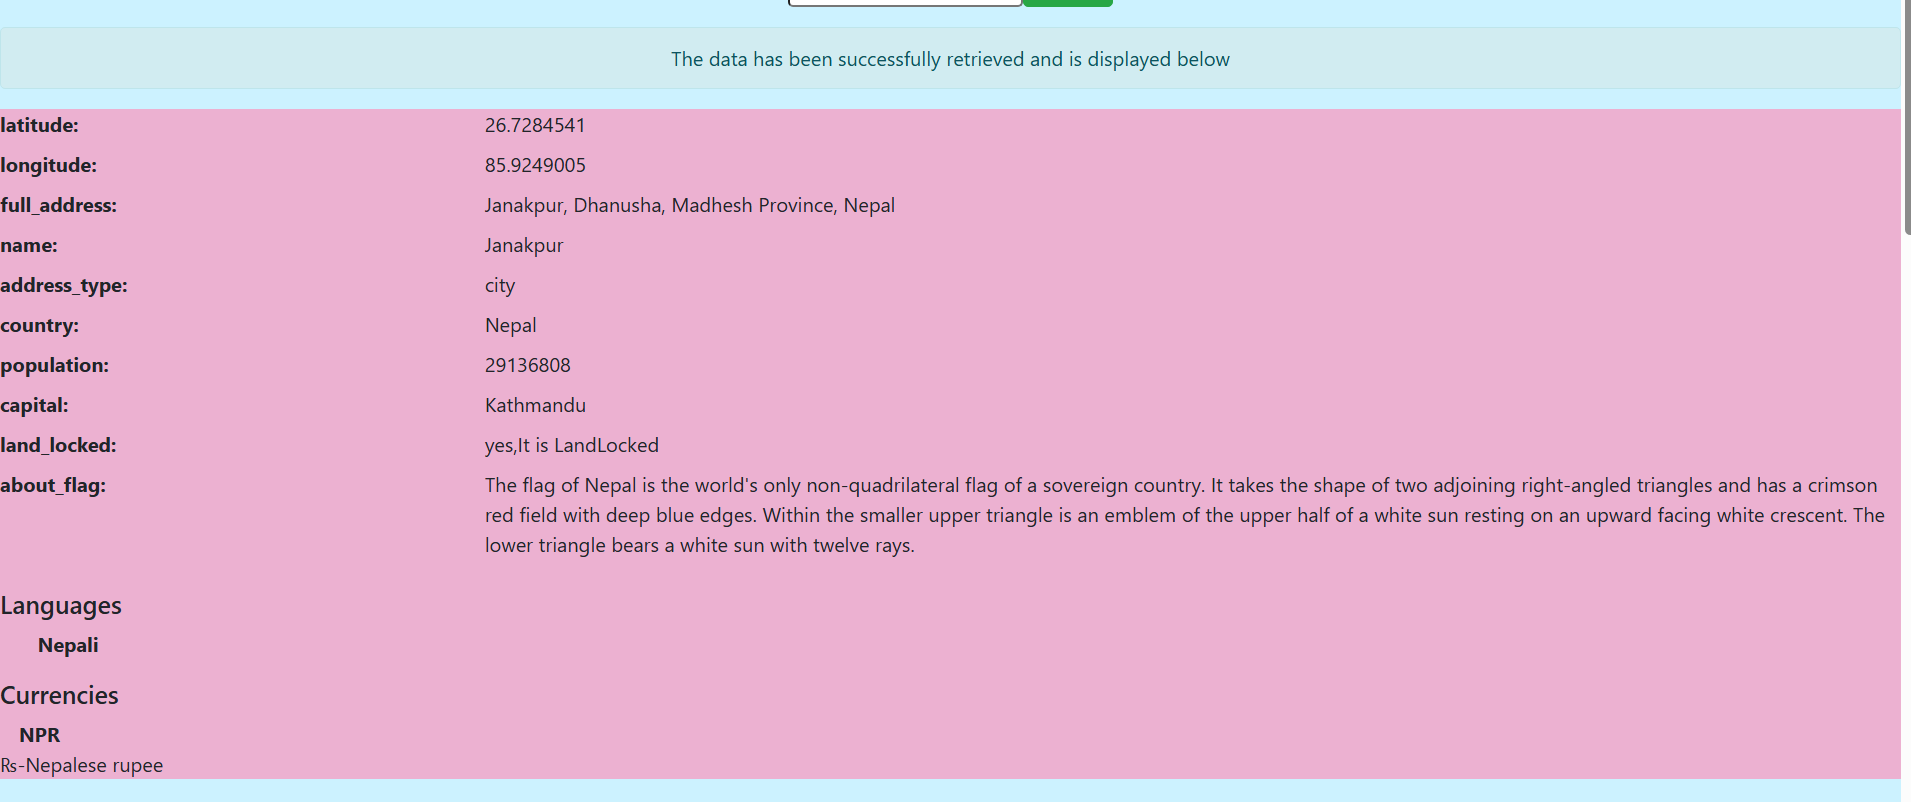 The data has been successfully retrieved and is displayed below
latitude: 26.7284541
longitude: 85.9249005
full_address: Janakpur, Dhanusha, Madhesh Province, Nepal
name: Janakpur
address_type: city
country: Nepal
population: 29136808
capital: Kathmandu
land_locked: yes,It is LandLocked
about_flag: The flag of Nepal is the world's only non-quadrilateral flag of a sovereign country. It takes the shape of two adjoining right-angled triangles and has a crimson
red field with deep blue edges. Within the smaller upper triangle is an emblem of the upper half of a white sun resting on an upward facing white crescent. The
lower triangle bears a white sun with twelve rays.
Languages
Nepali
Currencies
NPR
₨-Nepalese rupee